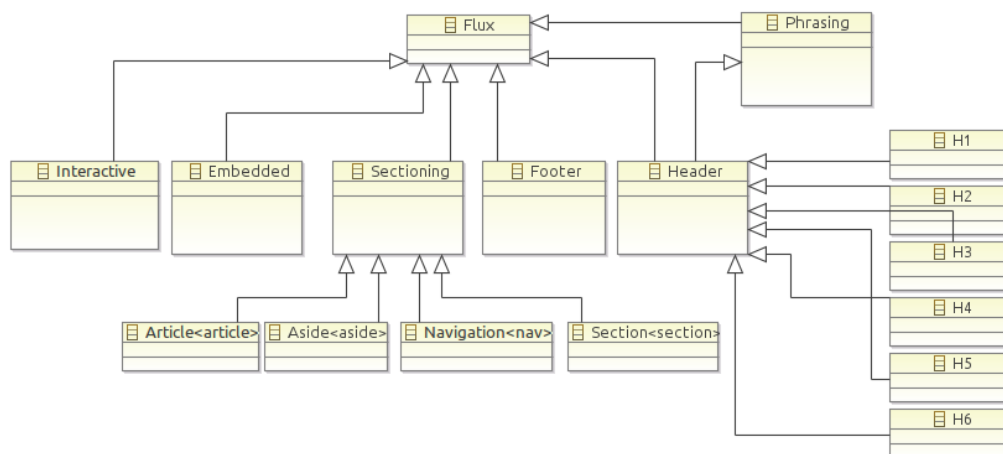 Flux
Phrasing
H1
Interactive
Embedded
Sectioning
Footer
Header
H2
H3
H4
Article<article>
Aside<aside>
Navigation<nav>
Section<section>
H5
H6